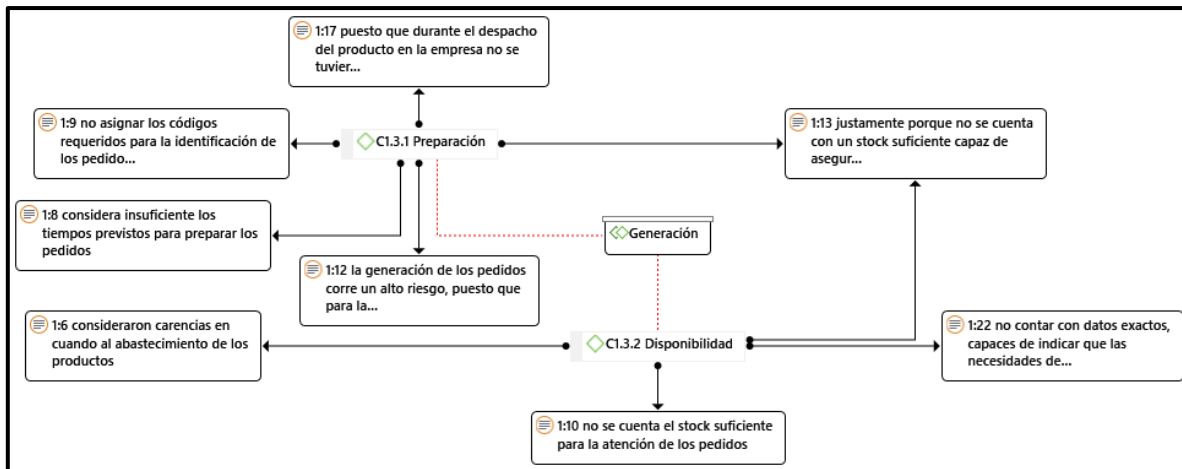 1:17 puesto que durante el despacho
del producto en la empresa no se
tuvier...
1:9 no asignar los códigos
requeridos para la identificación de
los pedido...
C1.3.1 Preparación
1:13 justamente porque no se cuenta
con un stock suficiente capaz de
asegur...
1:8 considera insuficiente los
tiempos previstos para preparar los
pedidos
Generación
1:12 la generación de los pedidos
corre un alto riesgo, puesto que
para la...
1:6 consideraron carencias en
cuando al abastecimiento de los
productos
C1.3.2 Disponibilidad
1:22 no contar con datos exactos,
capaces de indicar que las
necesidades de...
1:10 no se cuenta el stock suficiente
para la atención de los pedidos